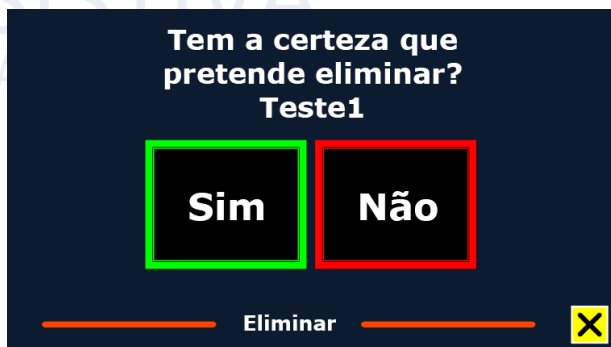 Tem a certeza que
pretende eliminar?
Teste1
Sim
Não
Eliminar